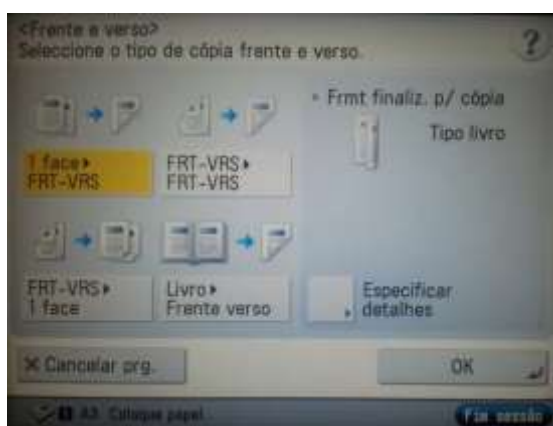 <Frente e verso>
Seleccione o tipo de cópia frente e verso.
?
Frmt finaliz. p/ cópia
Tipo livro
1 face
FRT-VRS
FRT-VRS
FRT-VRS
FRT-VRS
1 face
Livro
Frente verso
Especificar
detalhes
× Cancelar prg.
OK
1 A3 Coloque papel
Fim sessão